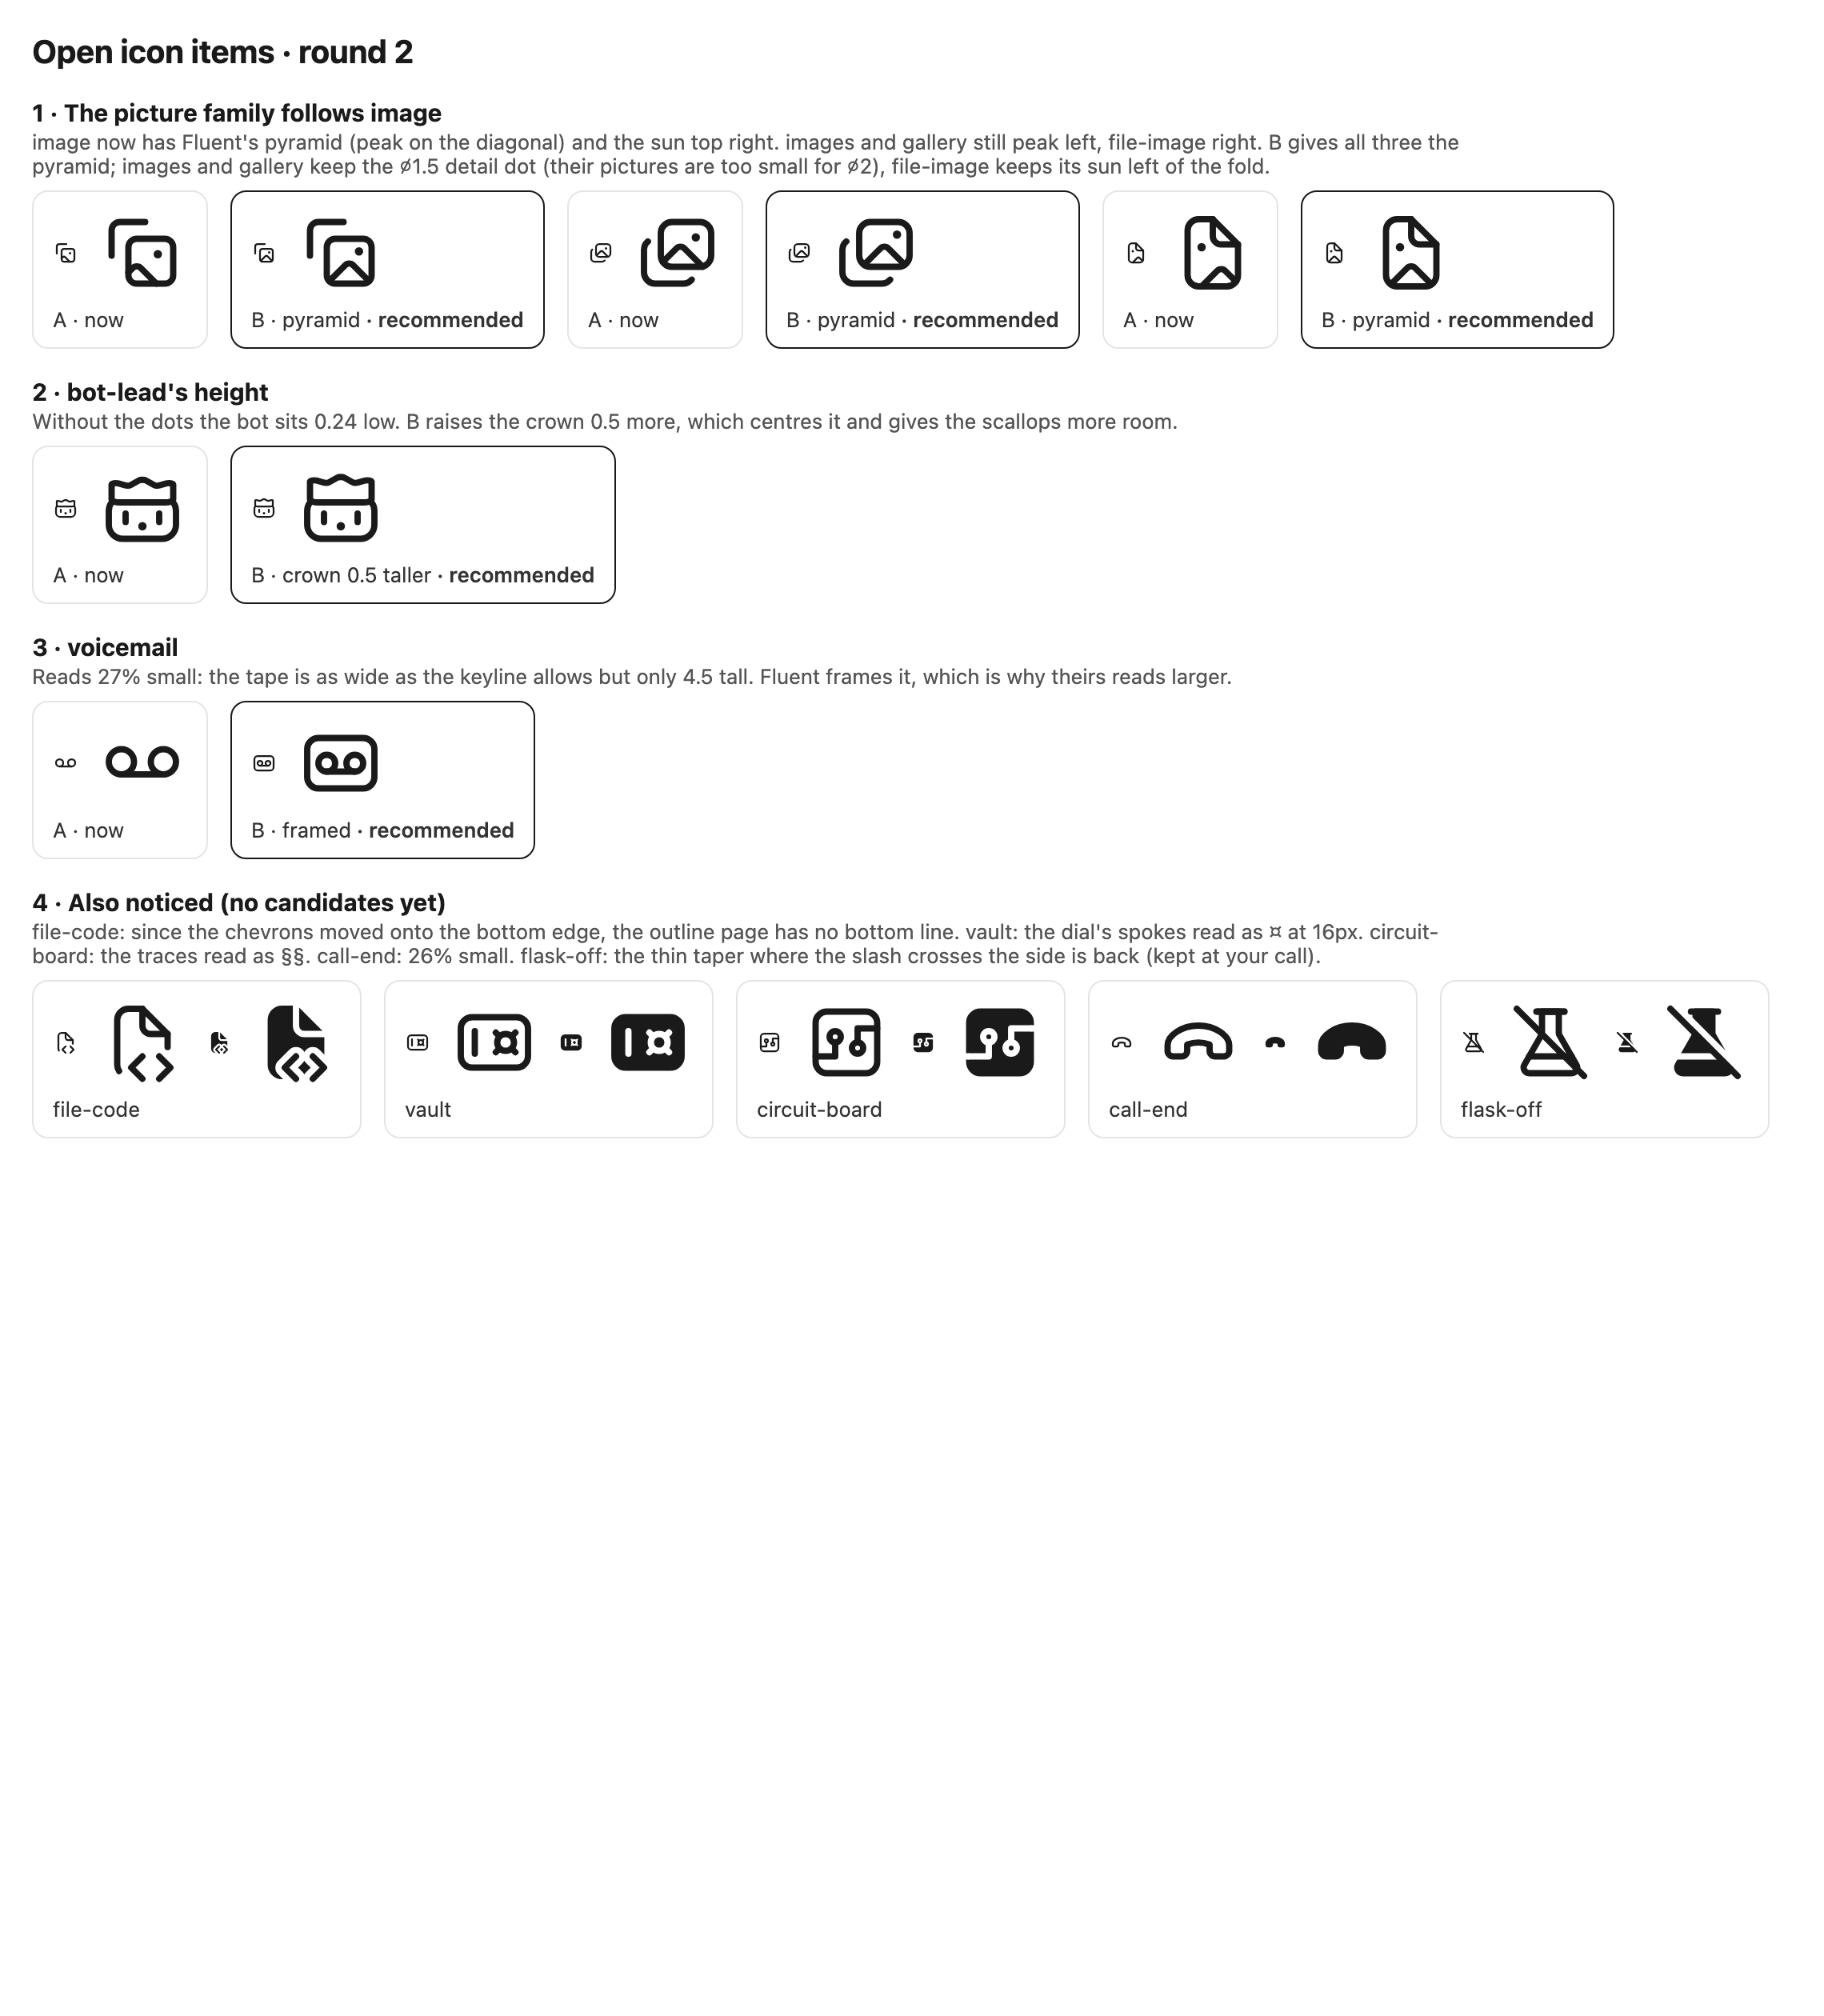 Open icon items · round 2
1 · The picture family follows image
image now has Fluent's pyramid (peak on the diagonal) and the sun top right. images and gallery still peak left, file-image right. B gives all three the
pyramid; images and gallery keep the ⌀1.5 detail dot (their pictures are too small for ⌀2), file-image keeps its sun left of the fold.
A · now
B · pyramid · recommended
A · now
B · pyramid · recommended
A · now
B · pyramid · recommended
2 · bot-lead's height
Without the dots the bot sits 0.24 low. B raises the crown 0.5 more, which centres it and gives the scallops more room.
A · now
B · crown 0.5 taller · recommended
3 · voicemail
Reads 27% small: the tape is as wide as the keyline allows but only 4.5 tall. Fluent frames it, which is why theirs reads larger.
A · now
B · framed · recommended
4 · Also noticed (no candidates yet)
file-code: since the chevrons moved onto the bottom edge, the outline page has no bottom line. vault: the dial's spokes read as ¤ at 16px. circuit-
board: the traces read as §§. call-end: 26% small. flask-off: the thin taper where the slash crosses the side is back (kept at your call).
file-code
vault
circuit-board
call-end
flask-off